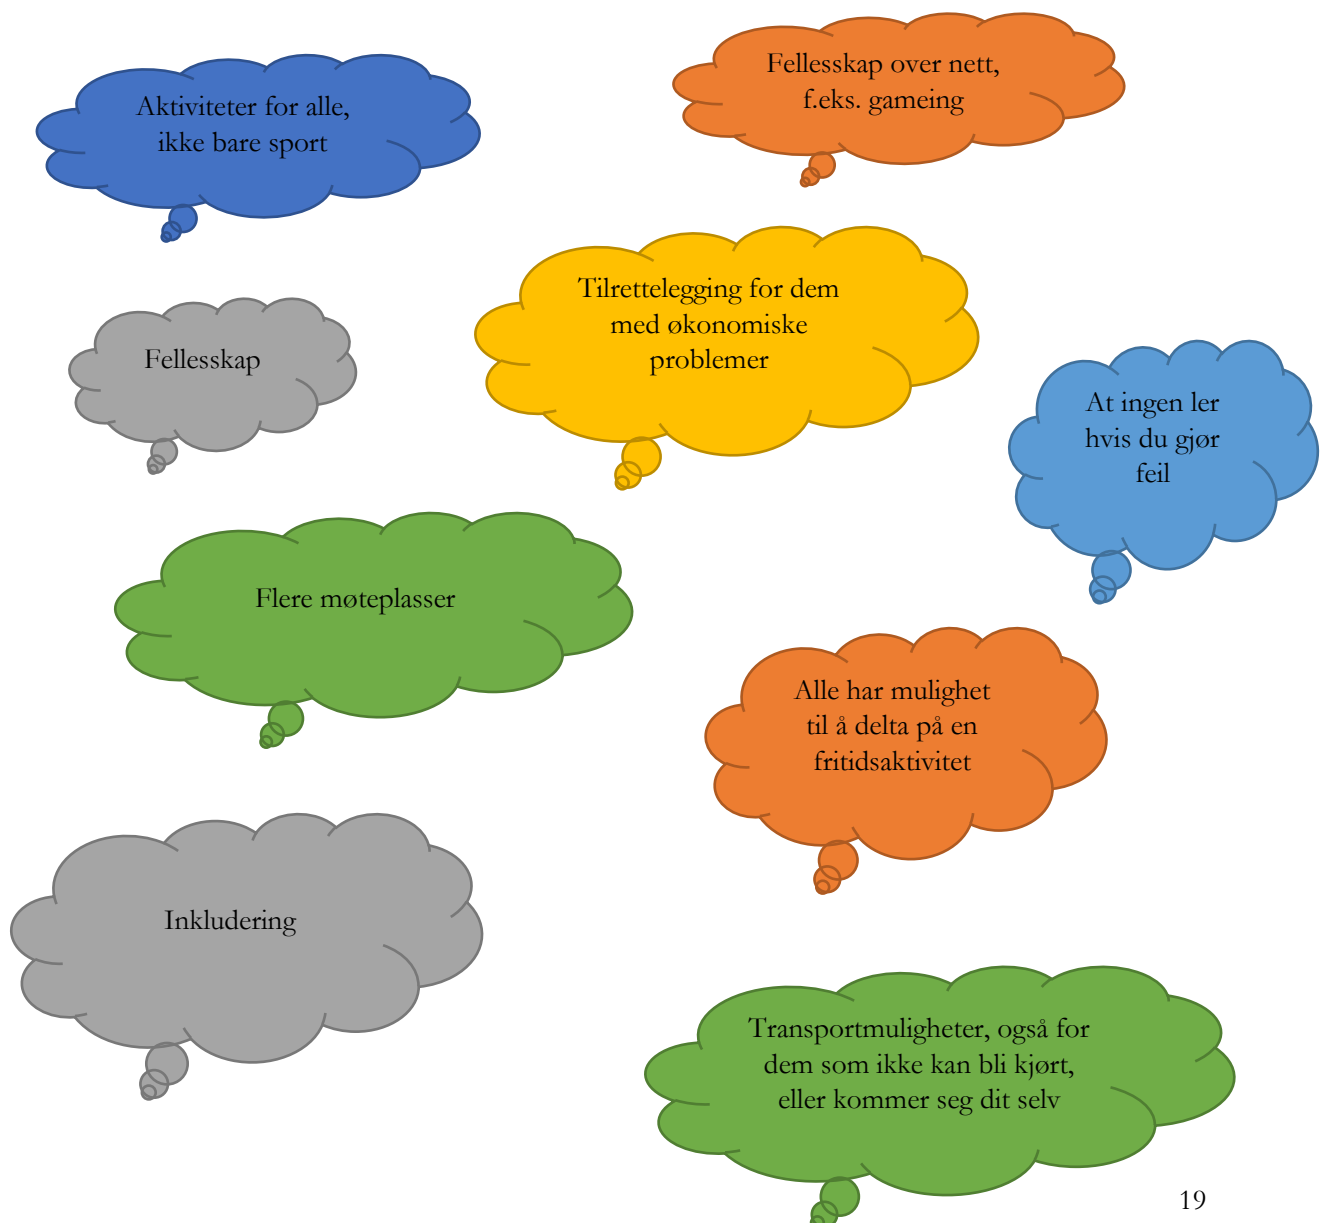 Fellesskap over nett,
f.eks. gameing
Aktiviteter for alle,
ikke bare sport
Tilrettelegging for dem
med økonomiske
problemer
Fellesskap
At ingen ler
hvis du gjør
feil
Flere møteplasser
Alle har mulighet
til å delta på en
fritidsaktivitet
Inkludering
Transportmuligheter, også for
dem som ikke kan bli kjørt,
eller kommer seg dit selv
19